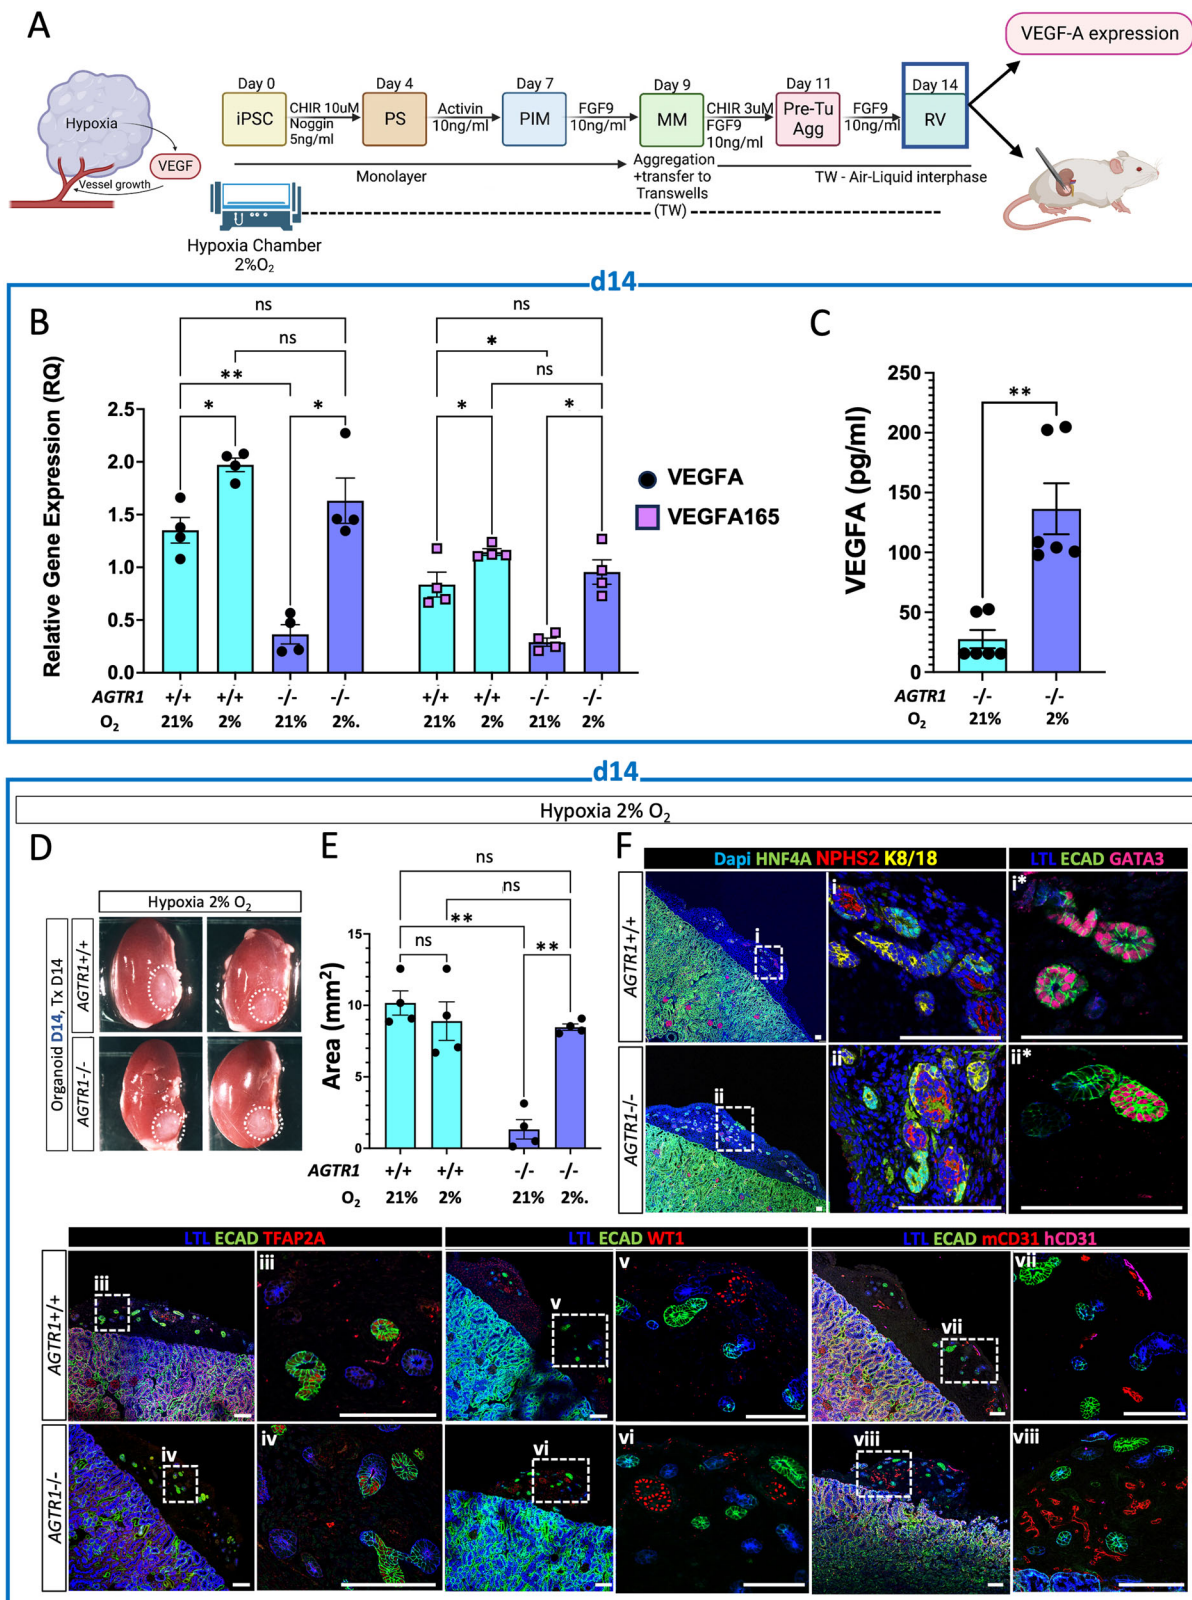 A
VEGF-A expression
Hypoxia
VEGF
Vessel growth
Day 0
iPSC
CHIR 10uM
Noggin
5ng/ml
Day 4
PS
Activin
10ng/ml
Day 7
PIM
FGF9
10ng/ml
Day 9
MM
CHIR 3uM
FGF9
10ng/ml
Day 11
Pre-Tu
Agg
FGF9
10ng/ml
Day 14
RV
Monolayer
Aggregation
+transfer to
Transwells
(TW)
TW - Air-Liquid interphase
Hypoxia Chamber
2%O₂
d14
B
ns
ns
**
*
*
ns
*
ns
*
*
Relative Gene Expression (RQ)
2.5
2.0
1.5
1.0
0.5
0.0
VEGFA
VEGFA165
AGTR1 +/+ +/+ -/- -/- +/+ +/+ -/- -/-
O₂ 21% 2% 21% 2%. 21% 2% 21% 2%
C
**
VEGFA (pg/ml)
250
200
150
100
50
0
AGTR1 -/- -/-
O₂ 21% 2%
d14
Hypoxia 2% O₂
D
Hypoxia 2% O₂
Organoid D14, Tx D14
AGTR1+/+
AGTR1-/-
E
ns
ns
**
ns
**
Area (mm²)
15
10
5
0
AGTR1 +/+ +/+ -/- -/-
O₂ 21% 2% 21% 2%.
F
Dapi HNF4A NPHS2 K8/18
LTL ECAD GATA3
AGTR1+/+
i
i
i*
AGTR1-/-
ii
ii
ii*
LTL ECAD TFAP2A
LTL ECAD WT1
LTL ECAD mCD31 hCD31
AGTR1+/+
iii
iii
v
v
vii
vii
AGTR1-/-
iv
iv
vi
vi
viii
viii